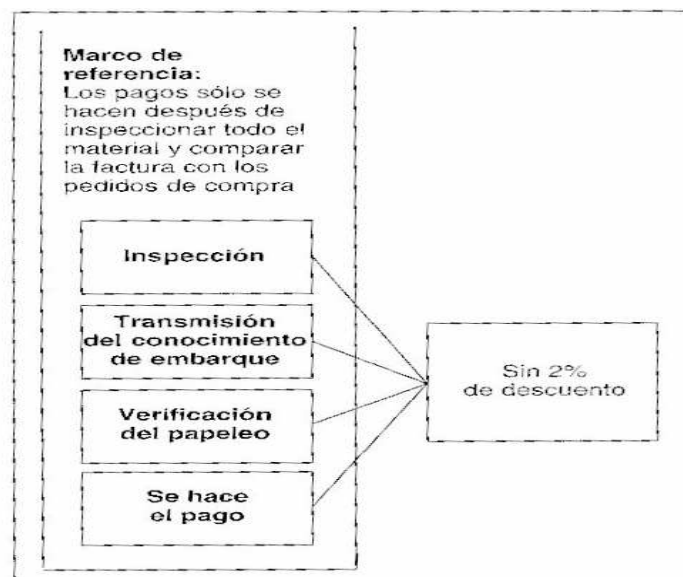 Marco de
referencia:
Los pagos sólo se
hacen después de
inspeccionar todo el
material y comparar
la factura con los
pedidos de compra
Inspección
Transmisión
del conocimiento
de embarque
Verificación
del papeleo
Se hace
el pago
Sin 2%
de descuento